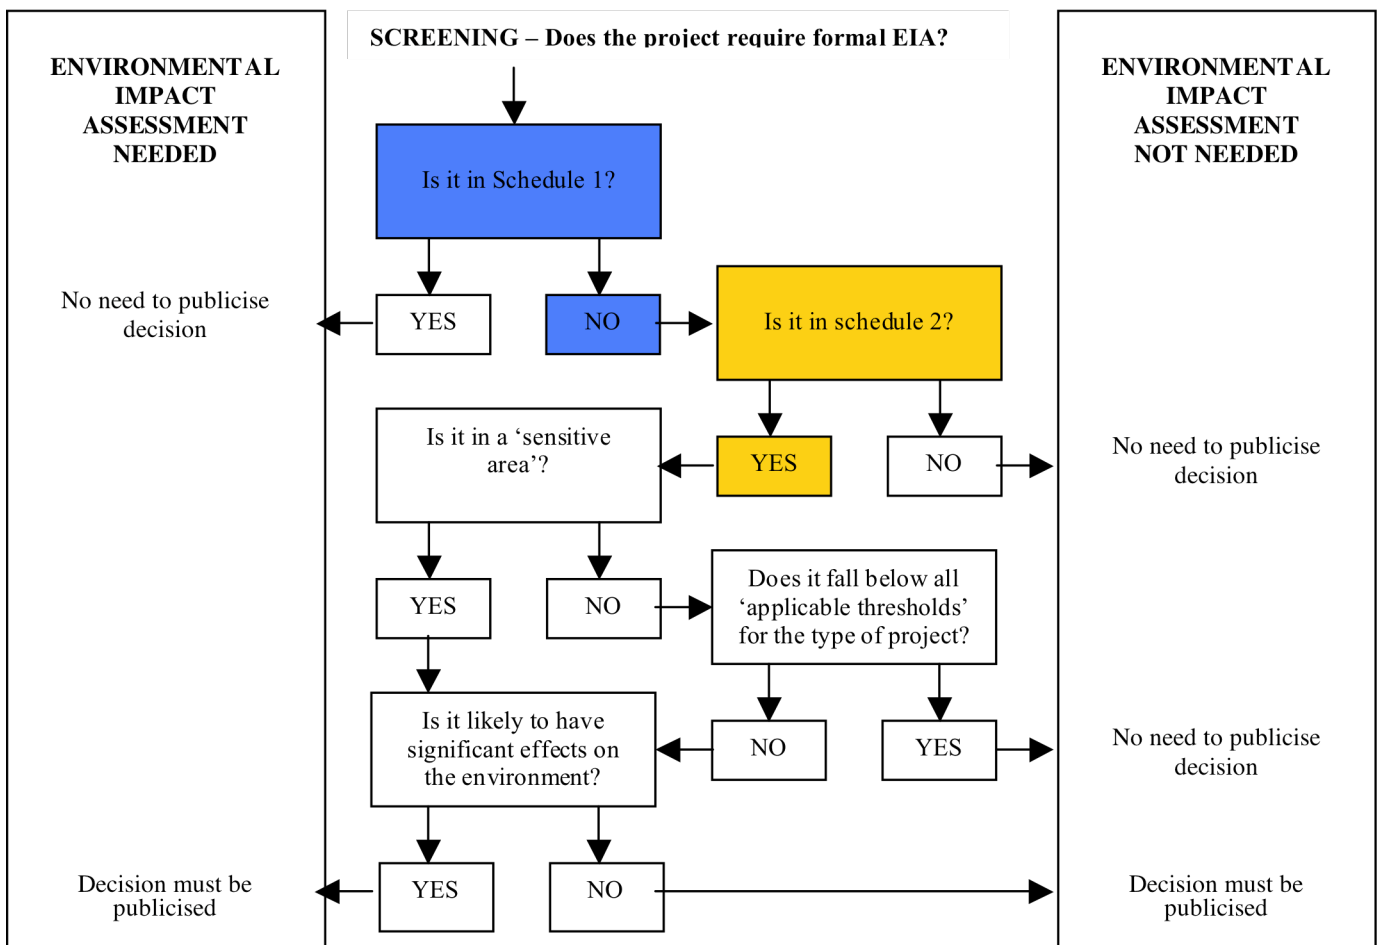 SCREENING – Does the project require formal EIA?
ENVIRONMENTAL
IMPACT
ASSESSMENT
NEEDED
ENVIRONMENTAL
IMPACT
ASSESSMENT
NOT NEEDED
Is it in Schedule 1?
No need to publicise
decision
YES
NO
Is it in schedule 2?
Is it in a ‘sensitive
area’?
YES
NO
No need to publicise
decision
YES
NO
Does it fall below all
‘applicable thresholds’
for the type of project?
Is it likely to have
significant effects on
the environment?
NO
YES
No need to publicise
decision
Decision must be
publicised
YES
NO
Decision must be
publicised